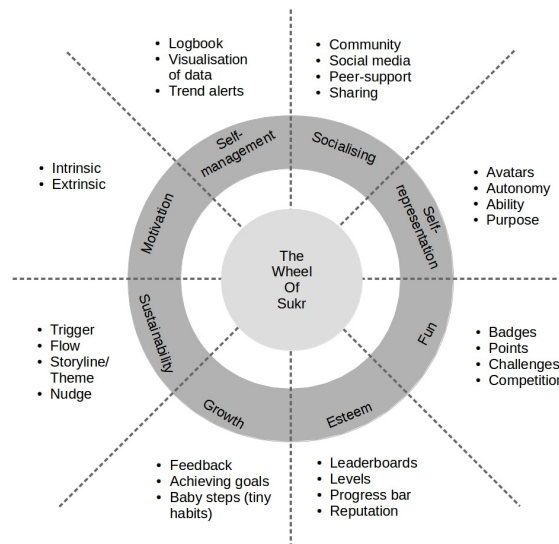 • Logbook
• Visualisation
of data
• Trend alerts
• Community
• Social media
• Peer-support
• Sharing
Self-
management
Socialising
• Intrinsic
• Extrinsic
Motivation
Self-
representation
• Avatars
• Autonomy
• Ability
• Purpose
The
Wheel
Of
Sukr
• Trigger
• Flow
• Storyline/
Theme
• Nudge
Sustainability
Fun
• Badges
• Points
• Challenges
• Competition
Growth
Esteem
• Feedback
• Achieving goals
• Baby steps (tiny
habits)
• Leaderboards
• Levels
• Progress bar
• Reputation